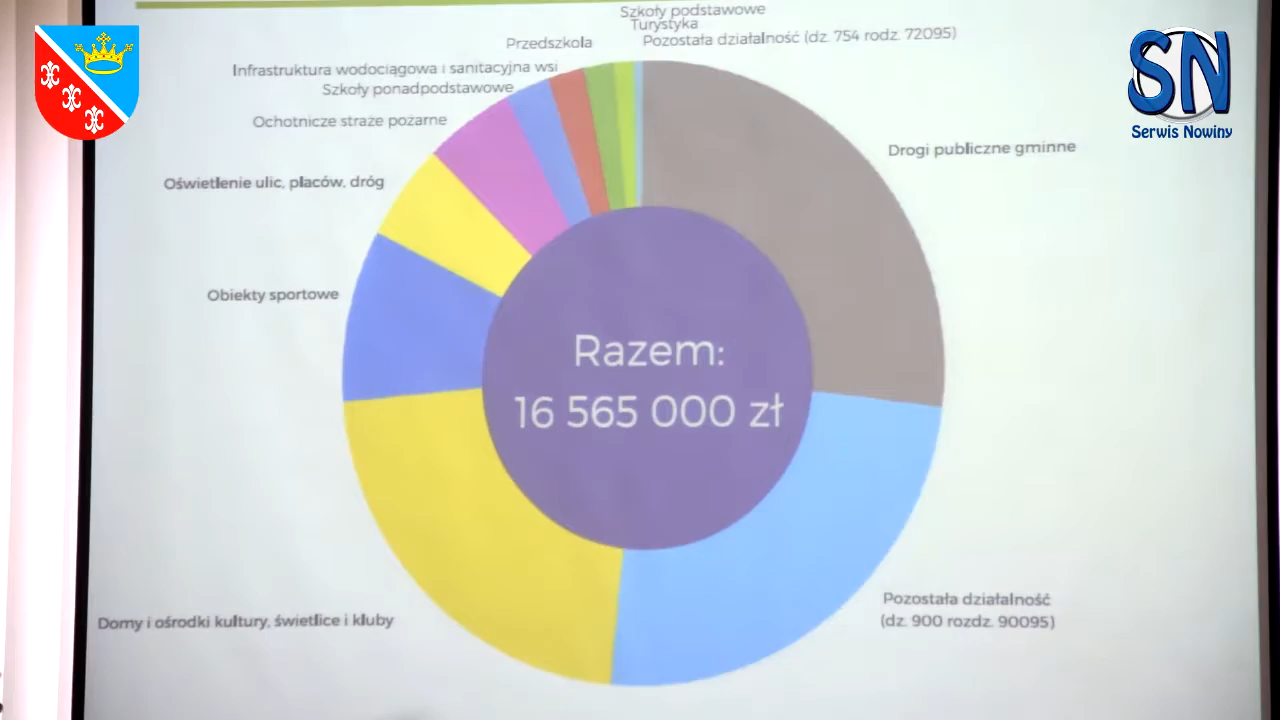 Szkoły podstawowe
Turystyka
Przedszkola
Pozostała działalność (dz. 754 rodz. 72095)
Infrastruktura wodociągowa i sanitacyjna wsi
Szkoły ponadpodstawowe
Ochotnicze straże pożarne
Oświetlenie ulic, placów, dróg
Obiekty sportowe
Domy i ośrodki kultury, świetlice i kluby
Drogi publiczne gminne
Pozostała działalność
(dz. 900 rozdz. 90095)
Razem:
16 565 000 zł
SN
Serwis Nowiny